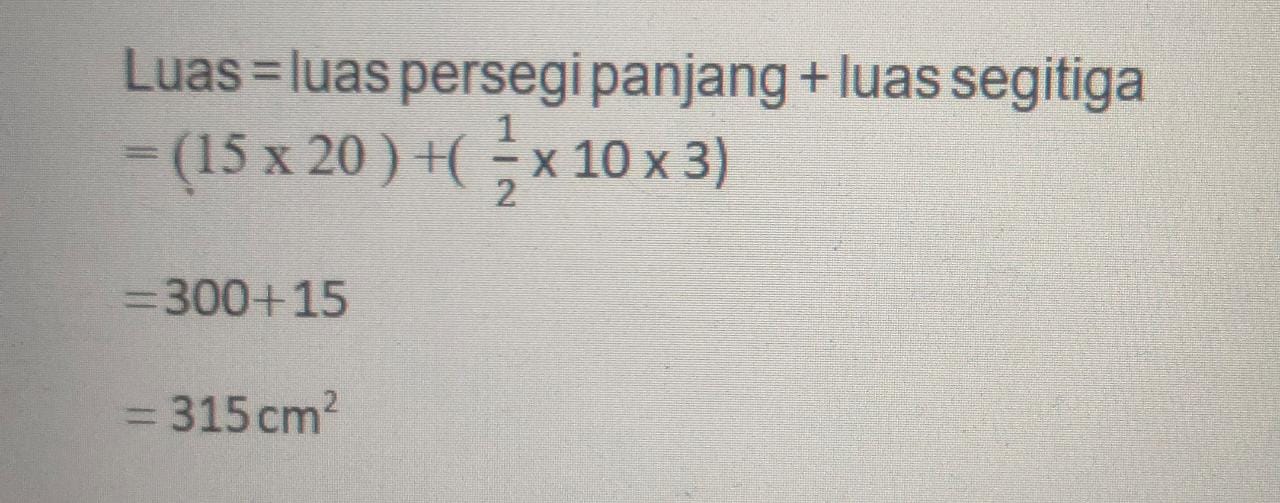 Luas = luas persegi panjang + luas segitiga
= (15 x 20 ) +( 1/2 x 10 x 3)
=300+15
= 315 cm²